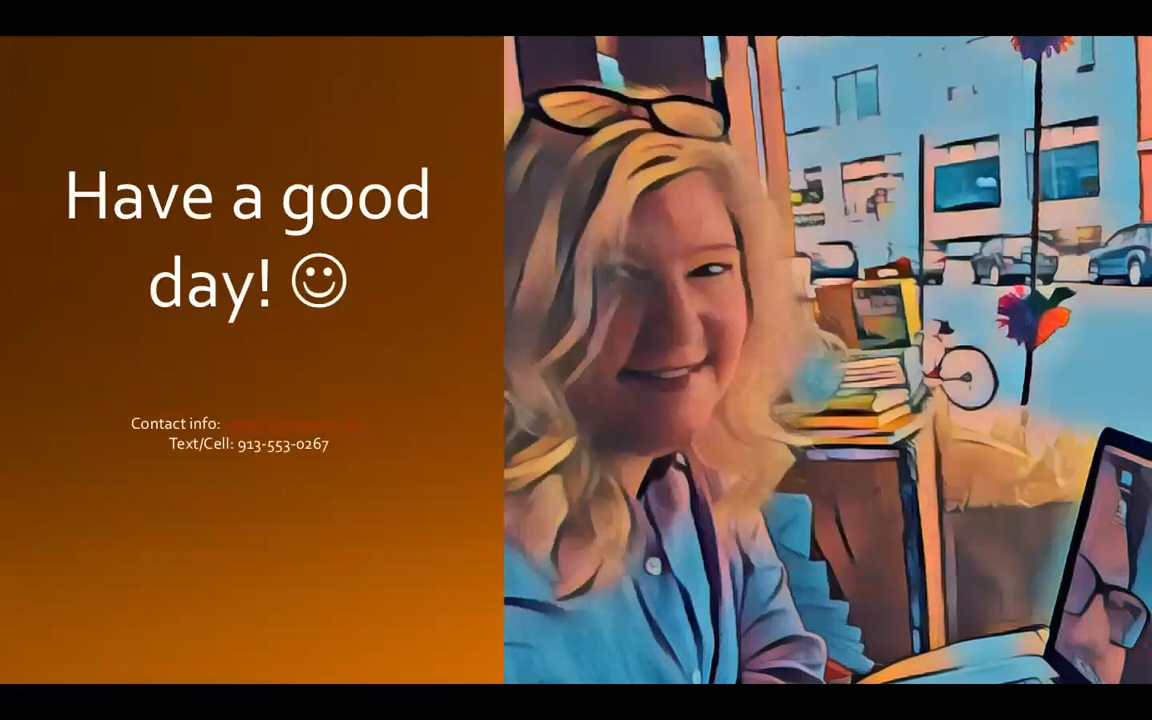 Have a good
day! ☺
Contact info:
Text/Cell: 913-553-0267